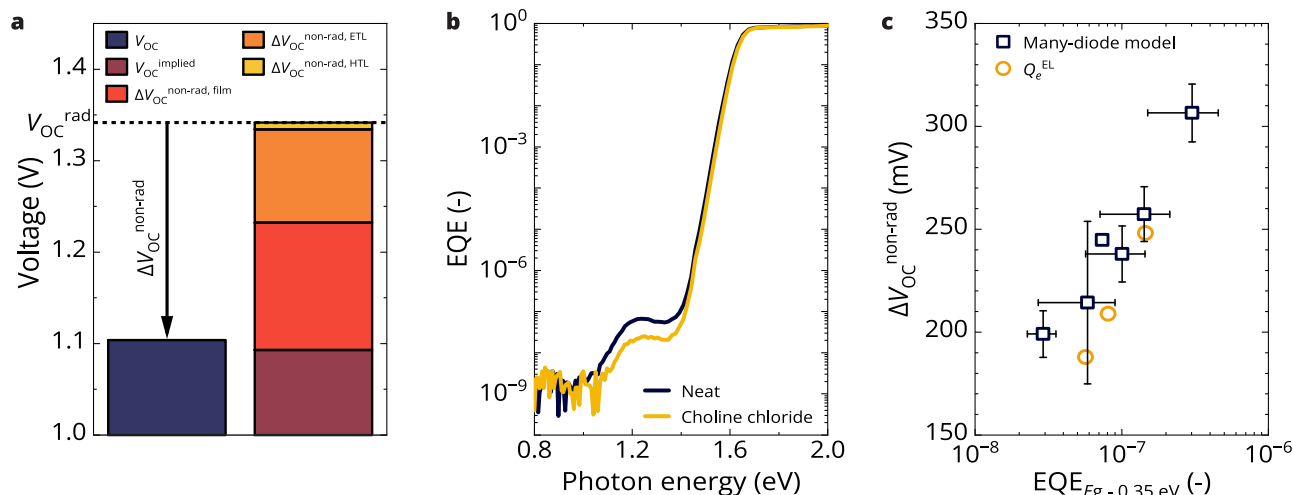 a
V_OC
V_OC^implied
ΔV_OC^non-rad, film
ΔV_OC^non-rad, ETL
ΔV_OC^non-rad, HTL
1.4
V_OC^rad
1.3
1.2
1.1
1.0
Voltage (V)
ΔV_OC^non-rad
b
10^0
10^-3
10^-6
10^-9
EQE (-)
Neat
Choline chloride
0.8
1.2
1.6
2.0
Photon energy (eV)
c
350
300
250
200
150
ΔV_OC^non-rad (mV)
Many-diode model
Q_e^EL
10^-8
10^-7
10^-6
EQE_Eg - 0.35 eV (-)